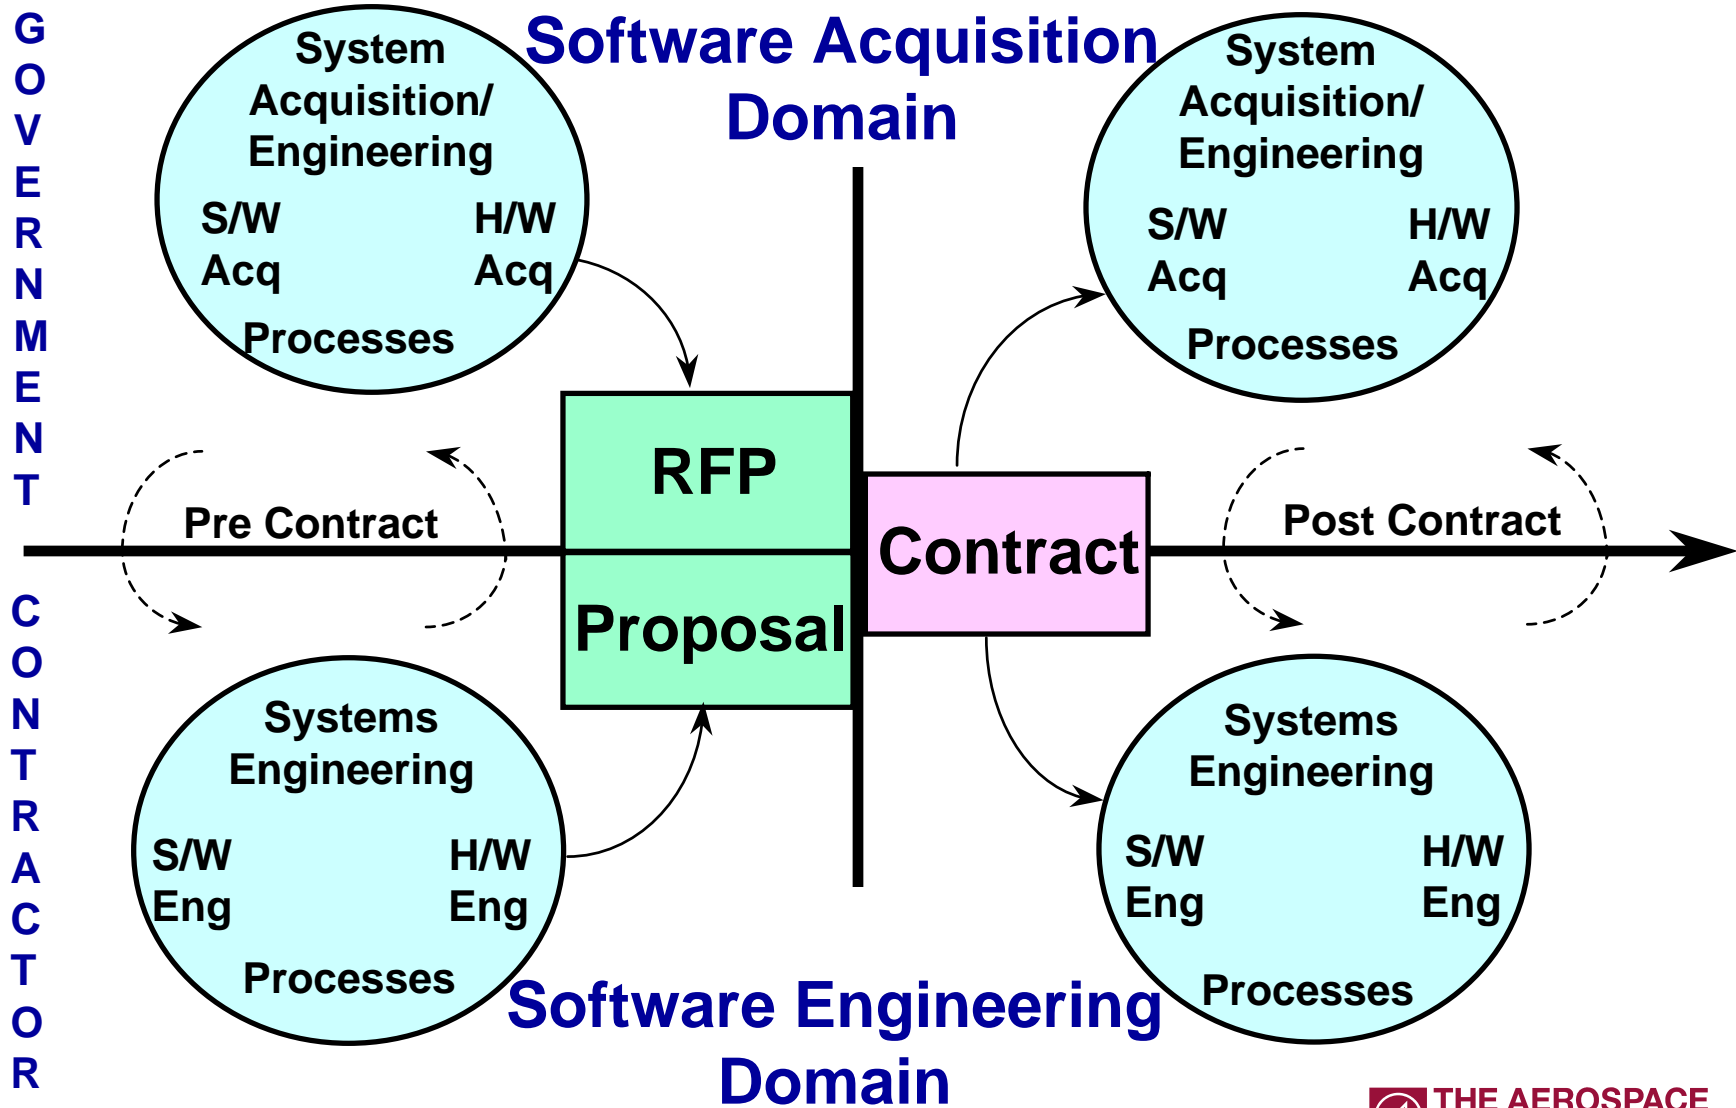 GOVERNMENT
CONTRACTOR
Software Acquisition
Domain
System
Acquisition/
Engineering
S/W H/W
Acq Acq
Processes
System
Acquisition/
Engineering
S/W H/W
Acq Acq
Processes
RFP
Pre Contract
Contract
Post Contract
Proposal
Systems
Engineering
S/W H/W
Eng Eng
Processes
Systems
Engineering
S/W H/W
Eng Eng
Processes
Software Engineering
Domain
THE AEROSPACE